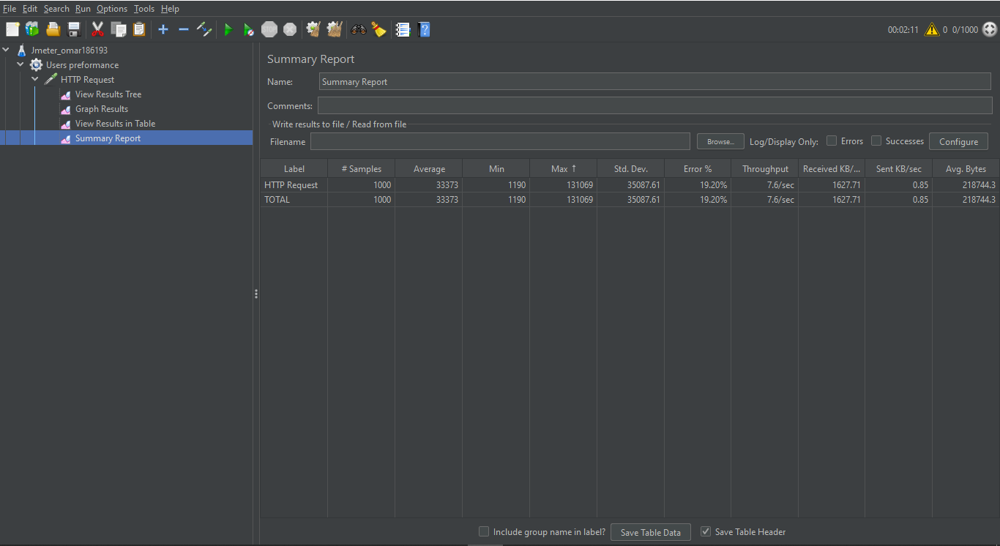 File Edit Search Run Options Tools Help
STOP 00:02:11 0 0/1000
Jmeter_omar186193
Users preformance
HTTP Request
View Results Tree
Graph Results
View Results in Table
Summary Report
Summary Report
Name: Summary Report
Comments:
Write results to file / Read from file
Filename Browse... Log/Display Only: Errors Successes Configure
Label # Samples Average Min Max ↑ Std. Dev. Error % Throughput Received KB/... Sent KB/sec Avg. Bytes
HTTP Request 1000 33373 1190 131069 35087.61 19.20% 7.6/sec 1627.71 0.85 218744.3
TOTAL 1000 33373 1190 131069 35087.61 19.20% 7.6/sec 1627.71 0.85 218744.3
Include group name in label? Save Table Data Save Table Header